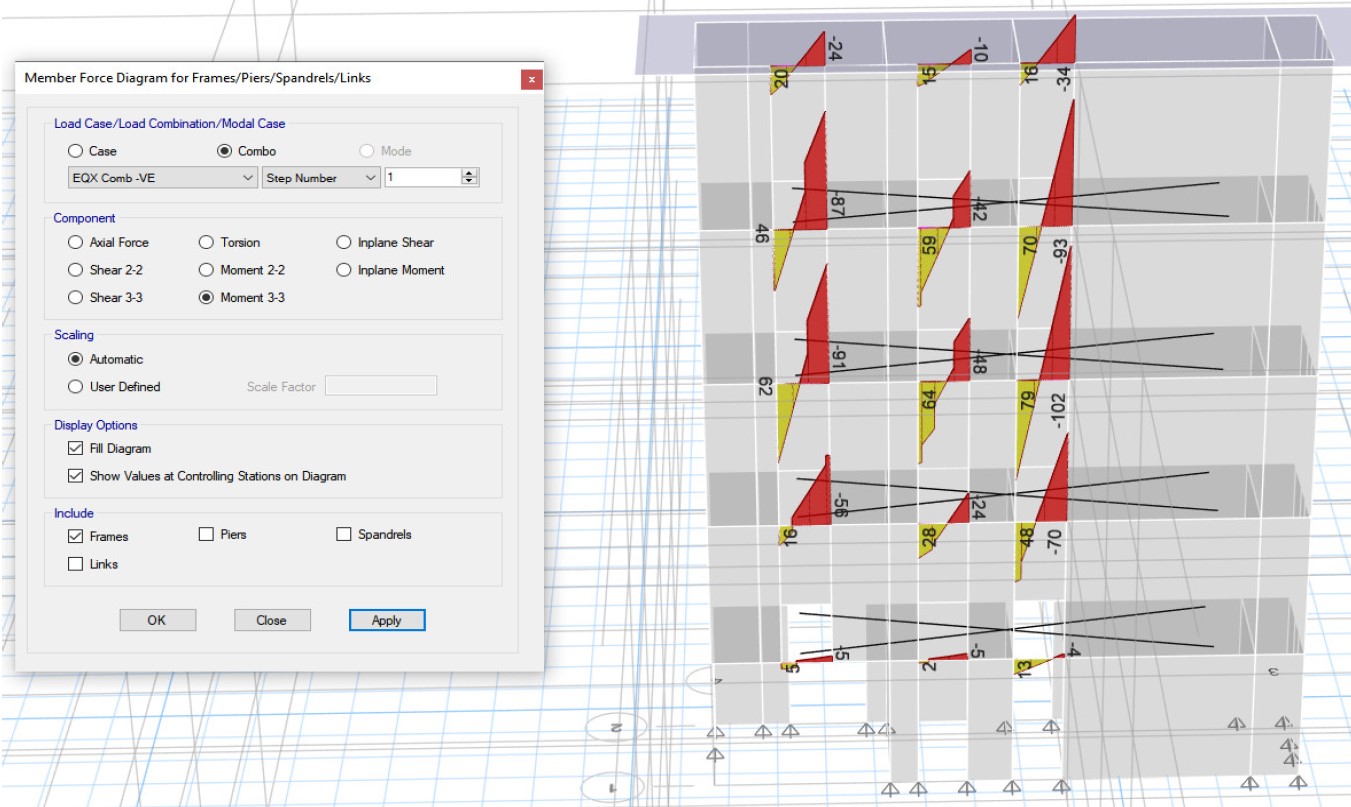 Member Force Diagram for Frames/Piers/Spandrels/Links
x
Load Case/Load Combination/Modal Case
Case
Combo
Mode
EQX Comb -VE
Step Number
1
Component
Axial Force
Torsion
Inplane Shear
Shear 2-2
Moment 2-2
Inplane Moment
Shear 3-3
Moment 3-3
Scaling
Automatic
User Defined
Scale Factor
Display Options
Fill Diagram
Show Values at Controlling Stations on Diagram
Include
Frames
Piers
Spandrels
Links
OK
Close
Apply
20
-24
15
-10
16
-34
46
-87
59
-42
70
-93
62
-91
64
-48
79
-102
16
-56
28
-24
48
-70
5
-5
2
-5
13
-4
3
2
1